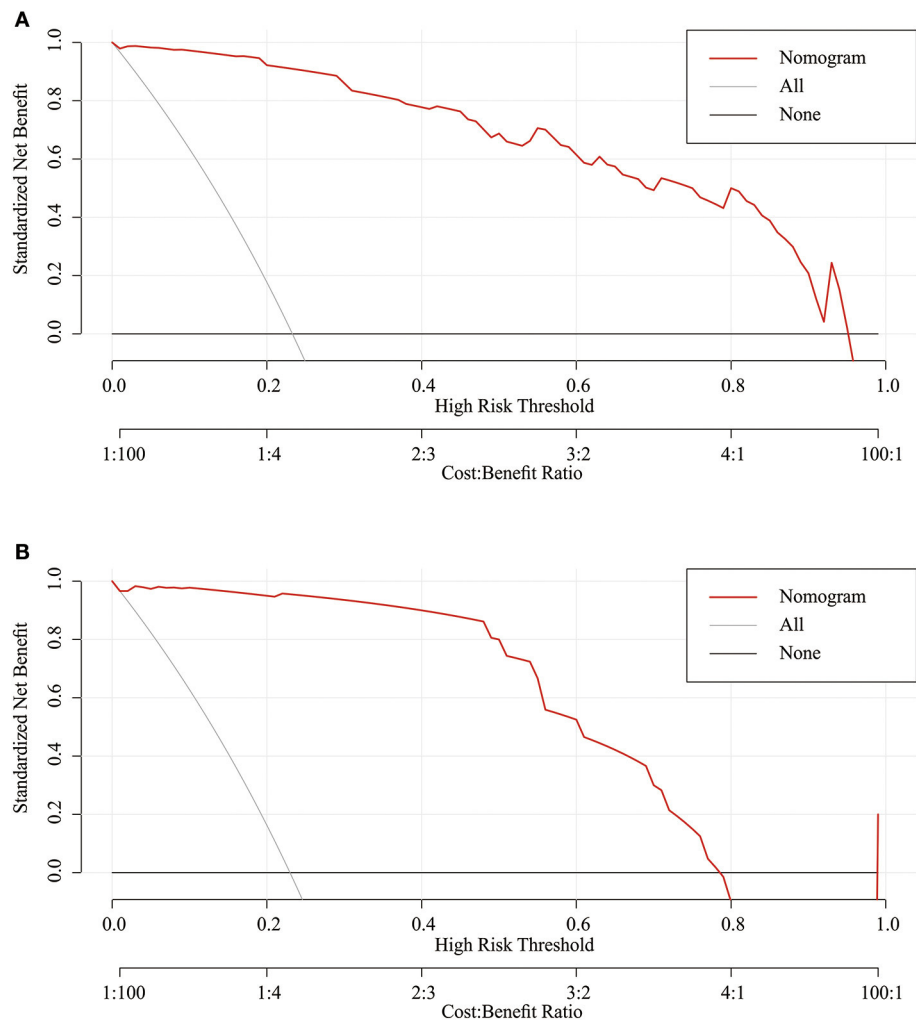 A
Standardized Net Benefit
1.0
0.8
0.6
0.4
0.2
0.0
Nomogram
All
None
0.0 0.2 0.4 0.6 0.8 1.0
High Risk Threshold
1:100 1:4 2:3 3:2 4:1 100:1
Cost:Benefit Ratio
B
Standardized Net Benefit
1.0
0.8
0.6
0.4
0.2
0.0
Nomogram
All
None
0.0 0.2 0.4 0.6 0.8 1.0
High Risk Threshold
1:100 1:4 2:3 3:2 4:1 100:1
Cost:Benefit Ratio